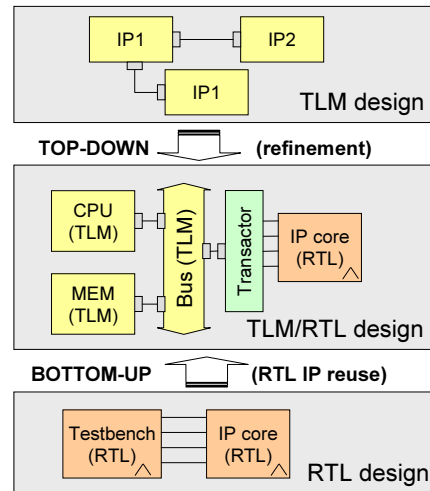 IP1
IP2
IP1
TLM design
TOP-DOWN
(refinement)
CPU
(TLM)
MEM
(TLM)
Bus (TLM)
Transactor
IP core
(RTL)
TLM/RTL design
BOTTOM-UP
(RTL IP reuse)
Testbench
(RTL)
IP core
(RTL)
RTL design